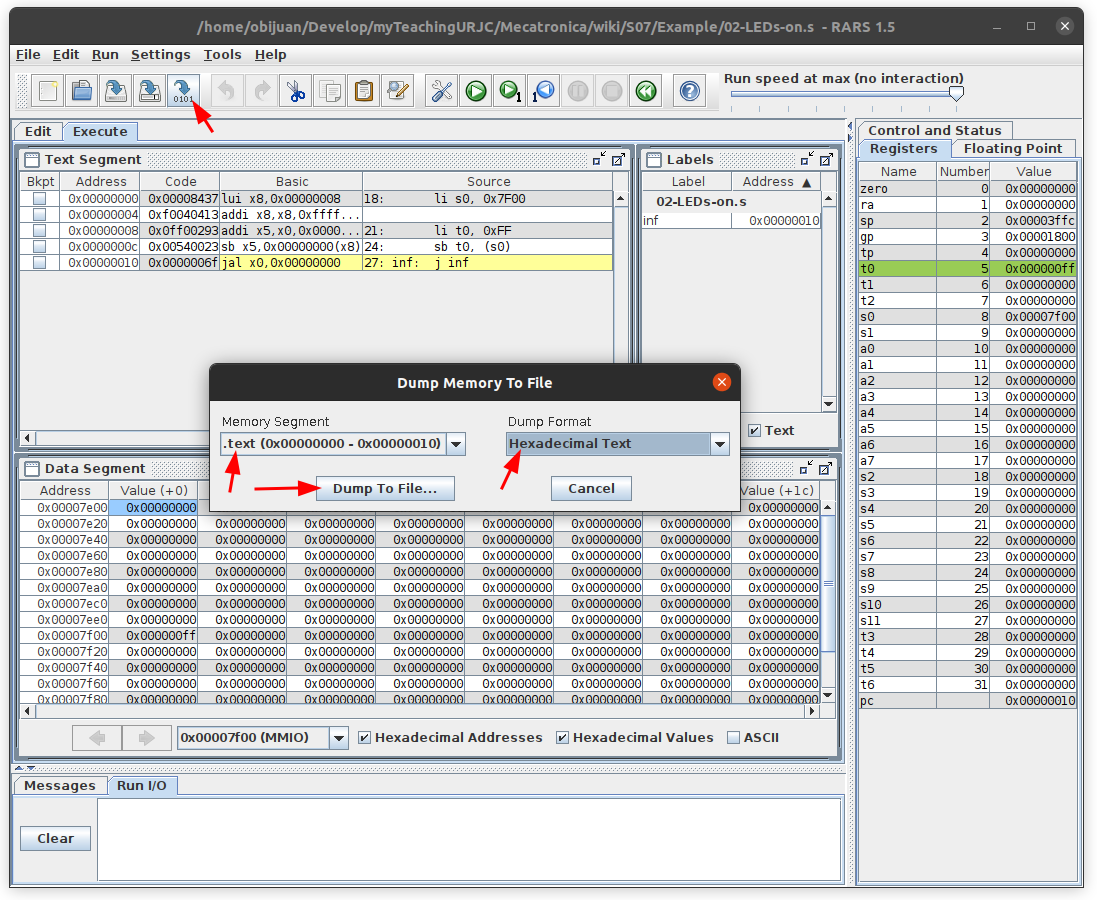 /home/obijuan/Develop/myTeachingURJC/Mecatronica/wiki/S07/Example/02-LEDs-on.s - RARS 1.5
File Edit Run Settings Tools Help
Run speed at max (no interaction)
0101 1 1
Edit Execute
Text Segment
Bkpt Address Code Basic Source
0x00000000 0x00008437 lui x8,0x00000008 18: li s0, 0x7F00
0x00000004 0xf0040413 addi x8,x8,0xffff...
0x00000008 0x0ff00293 addi x5,x0,0x0000... 21: li t0, 0xFF
0x0000000c 0x00540023 sb x5,0x00000000(x8) 24: sb t0, (s0)
0x00000010 0x0000006f jal x0,0x00000000 27: inf: j inf
Labels
Label Address ▲
02-LEDs-on.s
inf 0x00000010
Text
Dump Memory To File
Memory Segment Dump Format
.text (0x00000000 - 0x00000010) Hexadecimal Text
Dump To File... Cancel
Data Segment
Address Value (+0) Value (+1c)
0x00007e00 0x00000000 0x00000000
0x00007e20 0x00000000 0x00000000 0x00000000 0x00000000 0x00000000 0x00000000 0x00000000 0x00000000
0x00007e40 0x00000000 0x00000000 0x00000000 0x00000000 0x00000000 0x00000000 0x00000000 0x00000000
0x00007e60 0x00000000 0x00000000 0x00000000 0x00000000 0x00000000 0x00000000 0x00000000 0x00000000
0x00007e80 0x00000000 0x00000000 0x00000000 0x00000000 0x00000000 0x00000000 0x00000000 0x00000000
0x00007ea0 0x00000000 0x00000000 0x00000000 0x00000000 0x00000000 0x00000000 0x00000000 0x00000000
0x00007ec0 0x00000000 0x00000000 0x00000000 0x00000000 0x00000000 0x00000000 0x00000000 0x00000000
0x00007ee0 0x00000000 0x00000000 0x00000000 0x00000000 0x00000000 0x00000000 0x00000000 0x00000000
0x00007f00 0x000000ff 0x00000000 0x00000000 0x00000000 0x00000000 0x00000000 0x00000000 0x00000000
0x00007f20 0x00000000 0x00000000 0x00000000 0x00000000 0x00000000 0x00000000 0x00000000 0x00000000
0x00007f40 0x00000000 0x00000000 0x00000000 0x00000000 0x00000000 0x00000000 0x00000000 0x00000000
0x00007f60 0x00000000 0x00000000 0x00000000 0x00000000 0x00000000 0x00000000 0x00000000 0x00000000
0x00007f80 0x00000000 0x00000000 0x00000000 0x00000000 0x00000000 0x00000000 0x00000000 0x00000000
0x00007f00 (MMIO) Hexadecimal Addresses Hexadecimal Values ASCII
Messages Run I/O
Clear
Control and Status
Registers Floating Point
Name Number Value
zero 0 0x00000000
ra 1 0x00000000
sp 2 0x00003ffc
gp 3 0x00001800
tp 4 0x00000000
t0 5 0x000000ff
t1 6 0x00000000
t2 7 0x00000000
s0 8 0x00007f00
s1 9 0x00000000
a0 10 0x00000000
a1 11 0x00000000
a2 12 0x00000000
a3 13 0x00000000
a4 14 0x00000000
a5 15 0x00000000
a6 16 0x00000000
a7 17 0x00000000
s2 18 0x00000000
s3 19 0x00000000
s4 20 0x00000000
s5 21 0x00000000
s6 22 0x00000000
s7 23 0x00000000
s8 24 0x00000000
s9 25 0x00000000
s10 26 0x00000000
s11 27 0x00000000
t3 28 0x00000000
t4 29 0x00000000
t5 30 0x00000000
t6 31 0x00000000
pc 0x00000010